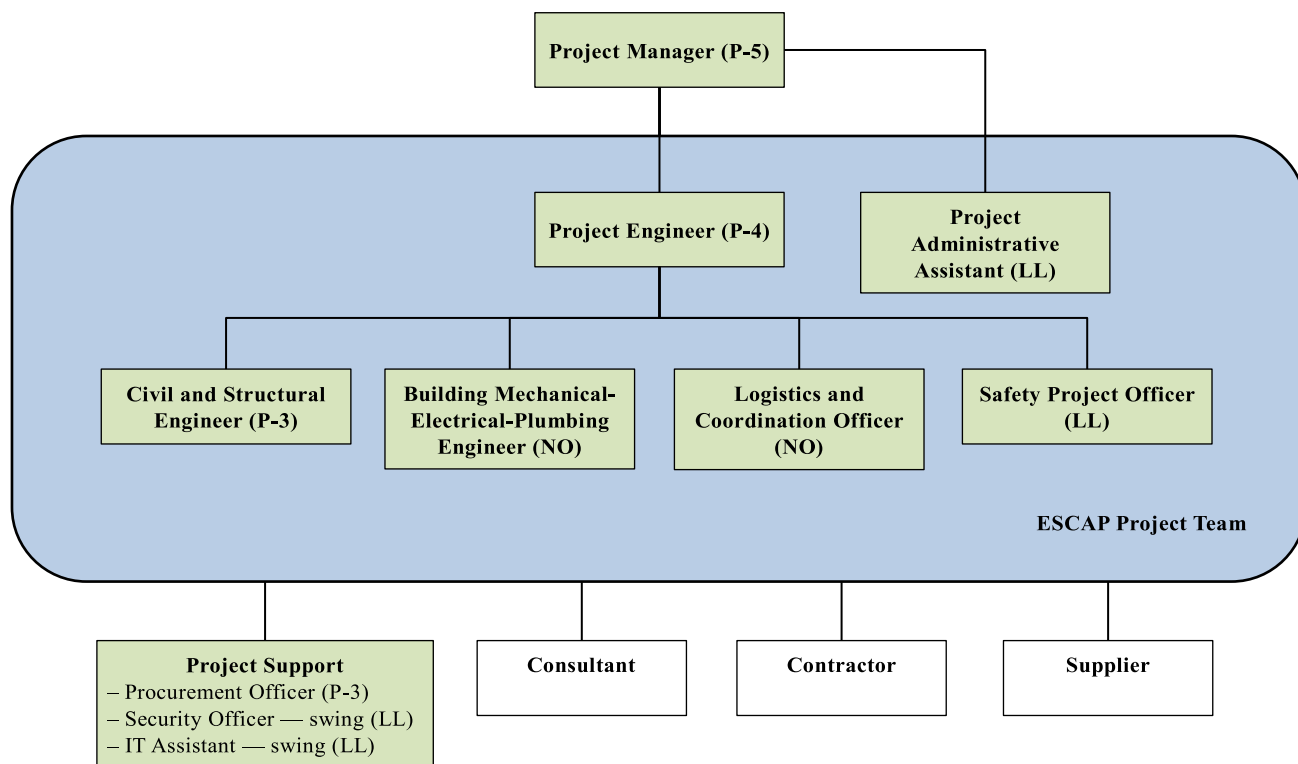 Project Manager (P-5)
Project Engineer (P-4)
Project
Administrative
Assistant (LL)
Civil and Structural
Engineer (P-3)
Building Mechanical-
Electrical-Plumbing
Engineer (NO)
Logistics and
Coordination Officer
(NO)
Safety Project Officer
(LL)
ESCAP Project Team
Project Support
– Procurement Officer (P-3)
– Security Officer — swing (LL)
– IT Assistant — swing (LL)
Consultant
Contractor
Supplier